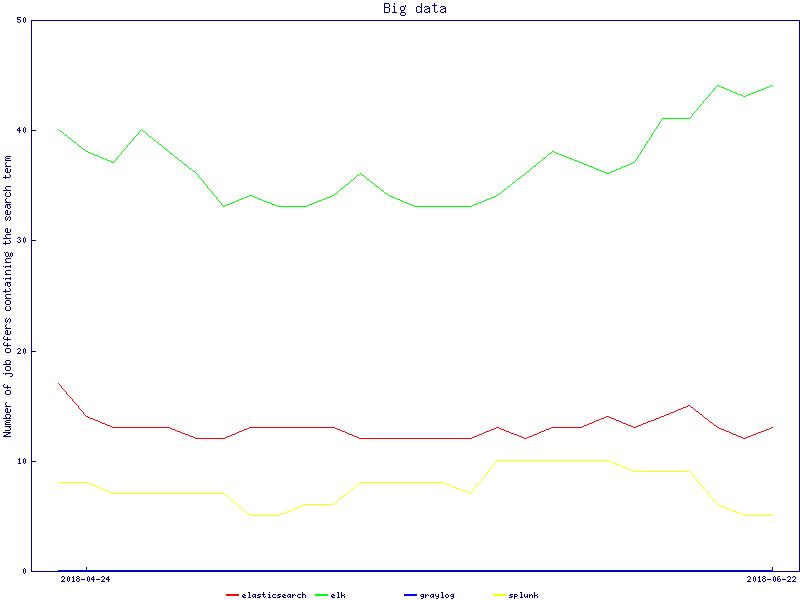 Big data
Number of job offers containing the search term
50
40
30
20
10
0
2018-04-24
2018-06-22
elasticsearch
elk
graylog
splunk